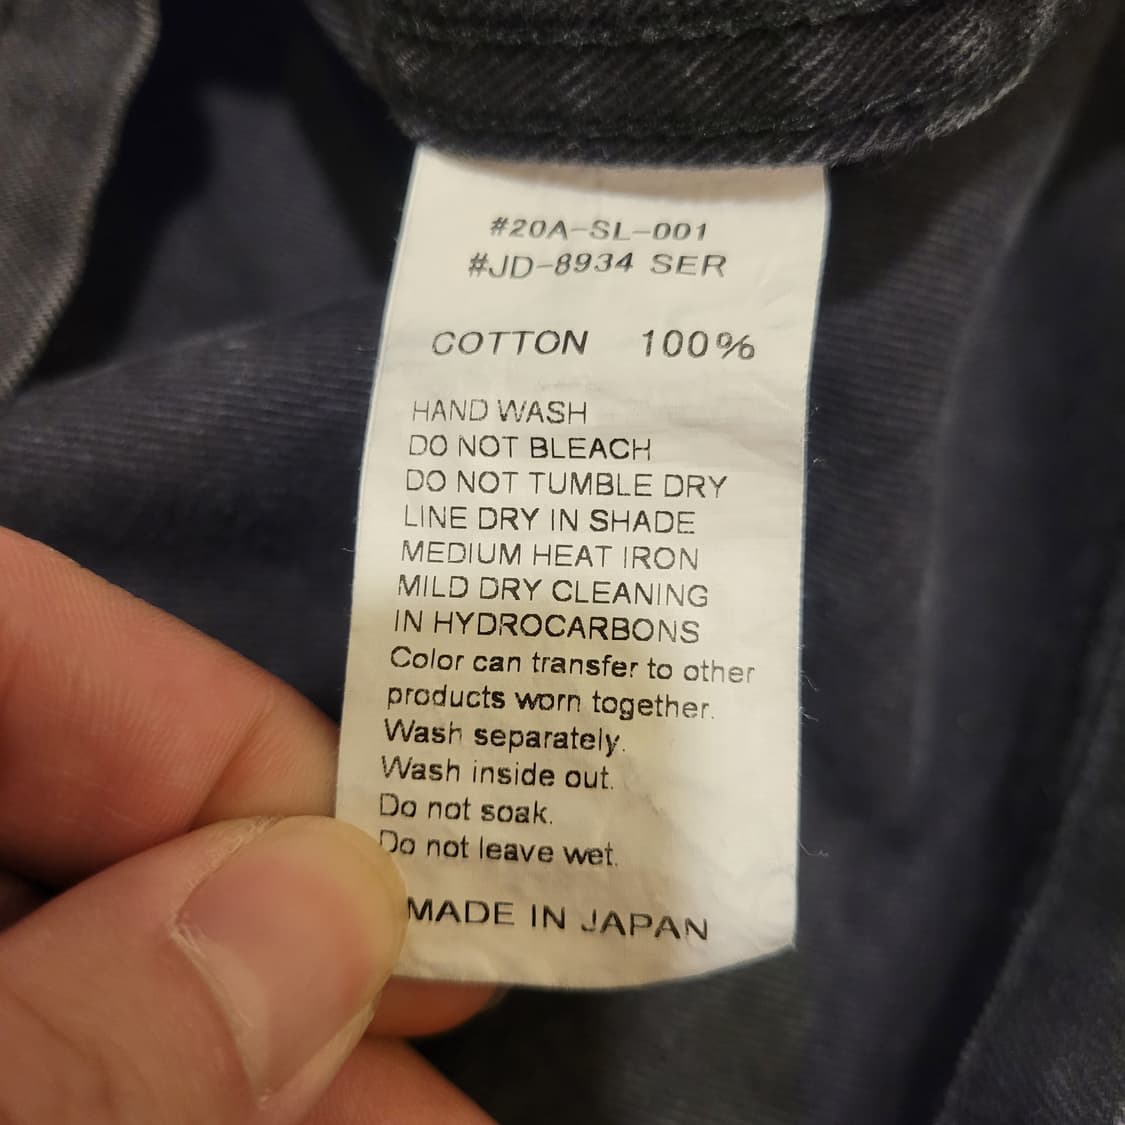 #20A-SL-001
#JD-8934 SER
COTTON 100%
HAND WASH
DO NOT BLEACH
DO NOT TUMBLE DRY
LINE DRY IN SHADE
MEDIUM HEAT IRON
MILD DRY CLEANING
IN HYDROCARBONS
Color can transfer to other
products worn together.
Wash separately.
Wash inside out.
Do not soak.
Do not leave wet.
MADE IN JAPAN